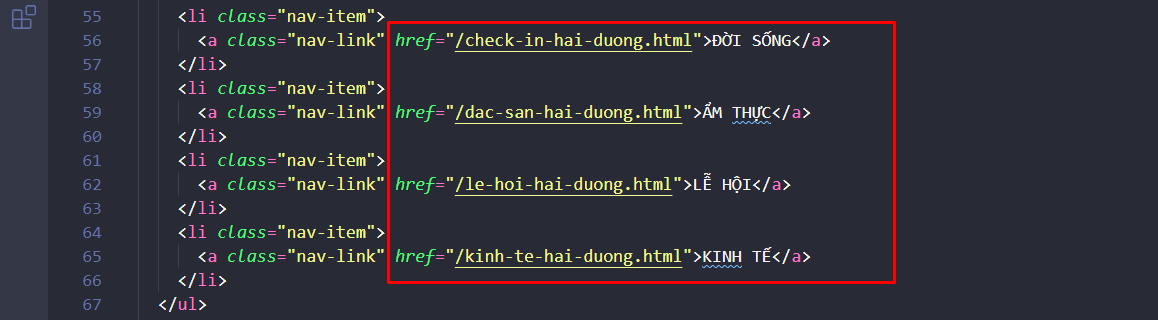 55 <li class="nav-item">
56 <a class="nav-link" href="/check-in-hai-duong.html">ĐỜI SỐNG</a>
57 </li>
58 <li class="nav-item">
59 <a class="nav-link" href="/dac-san-hai-duong.html">ẨM THỰC</a>
60 </li>
61 <li class="nav-item">
62 <a class="nav-link" href="/le-hoi-hai-duong.html">LỄ HỘI</a>
63 </li>
64 <li class="nav-item">
65 <a class="nav-link" href="/kinh-te-hai-duong.html">KINH TẾ</a>
66 </li>
67 </ul>